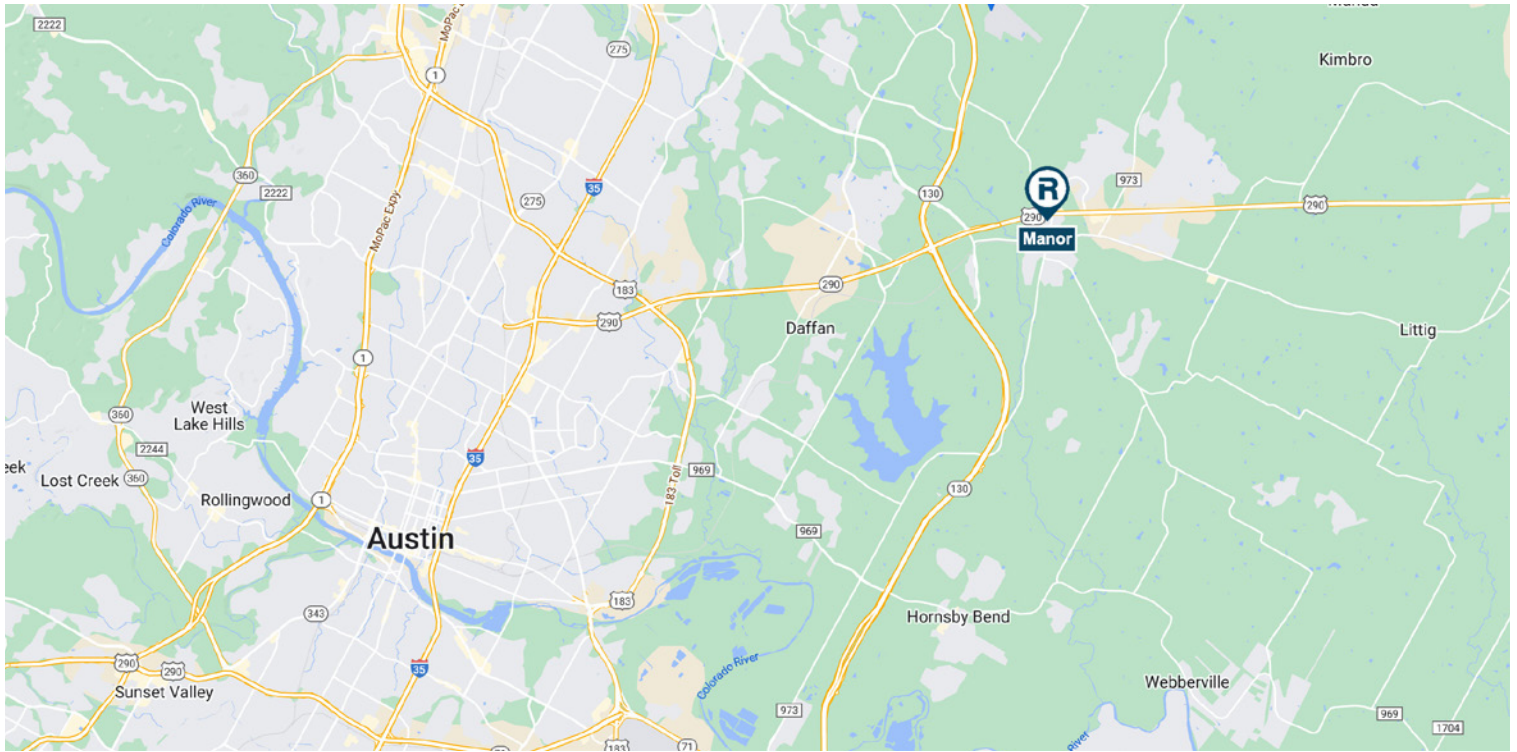 2222
MoPac E
275
Kimbro
1
35
360
2222
275
MoPac Expy
Colorado River
130
973
R
290
Manor
290
183
290
290
Daffan
Littig
1
360
West
Lake Hills
2244
35
969
eek
Lost Creek
360
Rollingwood
1
183 Toll
130
Austin
969
183
343
Hornsby Bend
290
290
35
Sunset Valley
Colorado River
Webberville
973
969
1704
River
183
71